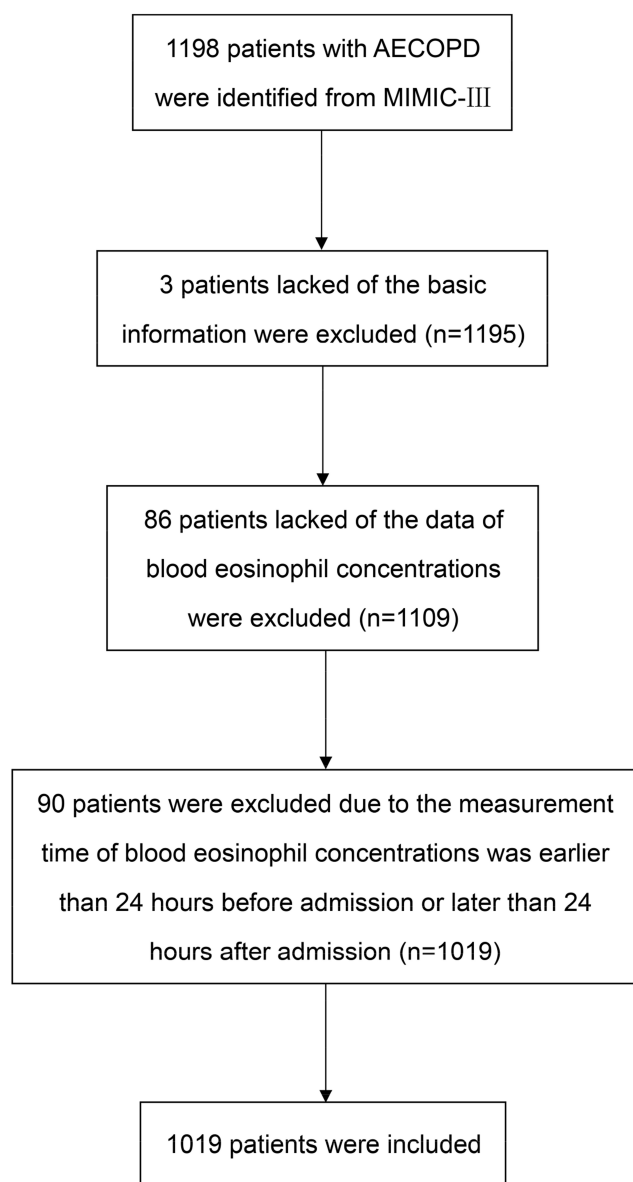 1198 patients with AECOPD
were identified from MIMIC-Ⅲ
3 patients lacked of the basic
information were excluded (n=1195)
86 patients lacked of the data of
blood eosinophil concentrations
were excluded (n=1109)
90 patients were excluded due to the measurement
time of blood eosinophil concentrations was earlier
than 24 hours before admission or later than 24
hours after admission (n=1019)
1019 patients were included